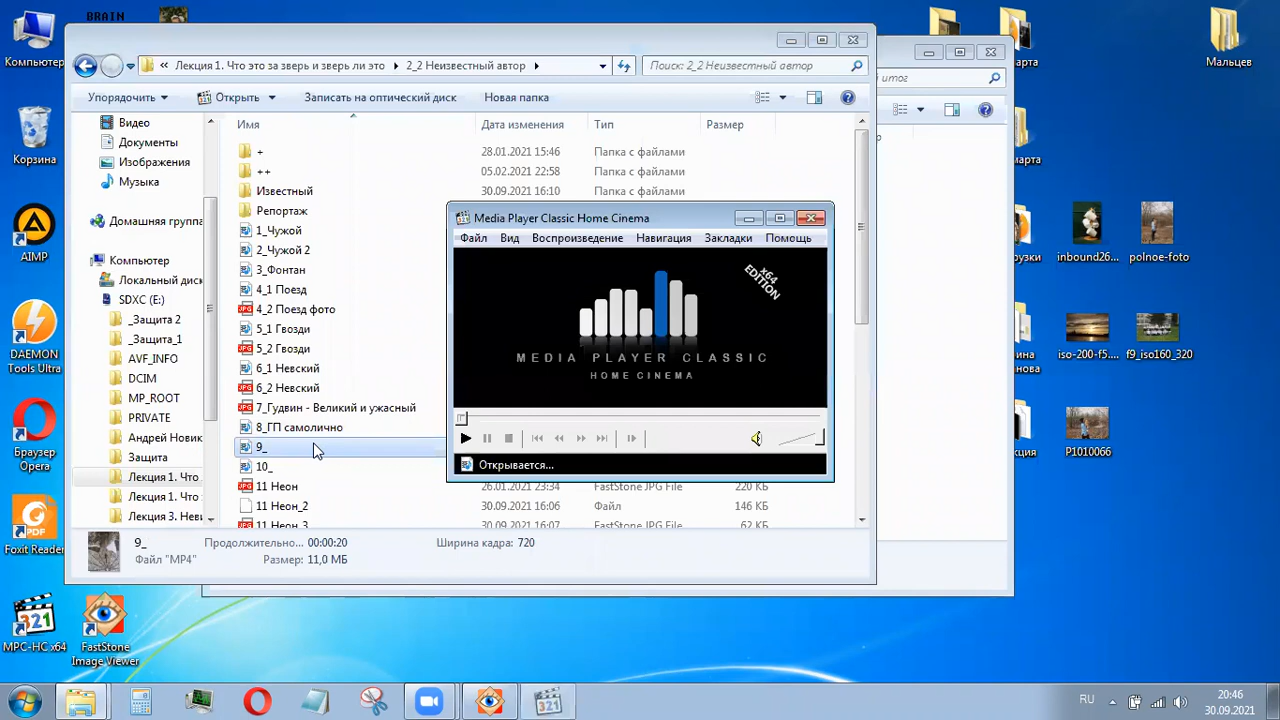 BRAIN
Компьютер
Корзина
AIMP
DAEMON
Tools Ultra
Браузер
Opera
Foxit Reader
MPC-HC x64
FastStone
Image Viewer
« Лекция 1. Что это за зверь и зверь ли это ▸ 2_2 Неизвестный автор ▸
Поиск: 2_2 Неизвестный автор
Упорядочить
Открыть
Записать на оптический диск
Новая папка
Видео
Документы
Изображения
Музыка
Домашняя группа
Компьютер
Локальный диск
SDXC (E:)
_Защита 2
_Защита_1
AVF_INFO
DCIM
MP_ROOT
PRIVATE
Андрей Новик
Защита
Лекция 1. Что
Лекция 1. Что
Лекция 3. Неви
Имя Дата изменения Тип Размер
+ 28.01.2021 15:46 Папка с файлами
++ 05.02.2021 22:58 Папка с файлами
Известный 30.09.2021 16:10 Папка с файлами
Репортаж
1_Чужой
2_Чужой 2
3_Фонтан
4_1 Поезд
4_2 Поезд фото
5_1 Гвозди
5_2 Гвозди
6_1 Невский
6_2 Невский
7_Гудвин - Великий и ужасный
8_ГП самолично
9_
10_
11 Неон 26.01.2021 23:34 FastStone JPG File 220 КБ
11 Неон_2 30.09.2021 16:06 Файл 146 КБ
11 Неон_3 30.09.2021 16:07 FastStone JPG File 62 КБ
9_
Файл "MP4"
Продолжительно... 00:00:20
Размер: 11,0 МБ
Ширина кадра: 720
Media Player Classic Home Cinema
Файл Вид Воспроизведение Навигация Закладки Помощь
x64
EDITION
MEDIA PLAYER CLASSIC
HOME CINEMA
Открывается...
й итог
арта
Мальцев
арта
рузки
inbound26...
polnoe-foto
ина
анова
iso-200-f5....
f9_iso160_320
кция
P1010066
RU
20:46
30.09.2021